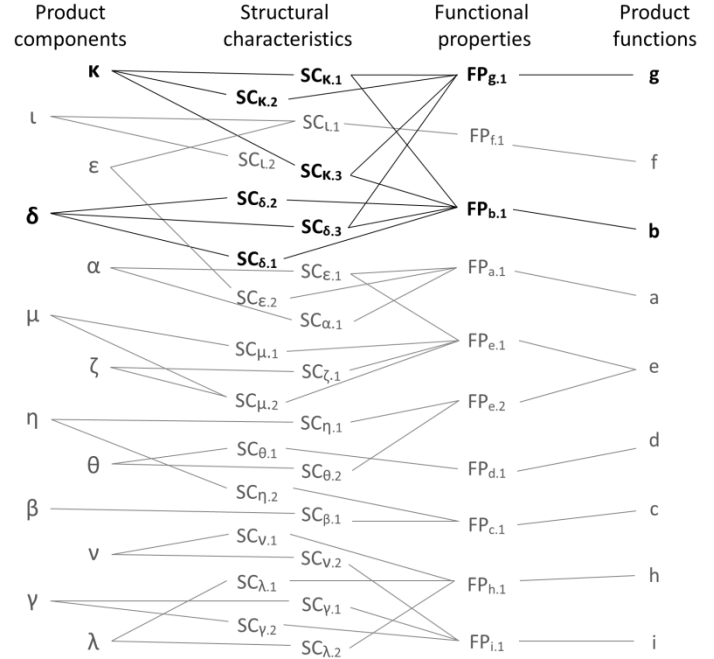 Product components
Structural characteristics
Functional properties
Product functions
κ
SCκ.1
FPg.1
g
SCκ.2
ι
SCι.1
FPf.1
f
SCι.2
ε
SCκ.3
δ
SCδ.2
FPb.1
b
SCδ.3
SCδ.1
α
SCε.1
FPa.1
a
SCε.2
SCα.1
μ
SCμ.1
FPe.1
e
ζ
SCζ.1
SCμ.2
FPe.2
η
SCη.1
SCθ.1
d
θ
SCθ.2
FPd.1
SCη.2
β
SCβ.1
FPc.1
c
SCν.1
ν
SCν.2
h
SCλ.1
FPh.1
γ
SCγ.1
SCγ.2
λ
SCλ.2
FPi.1
i